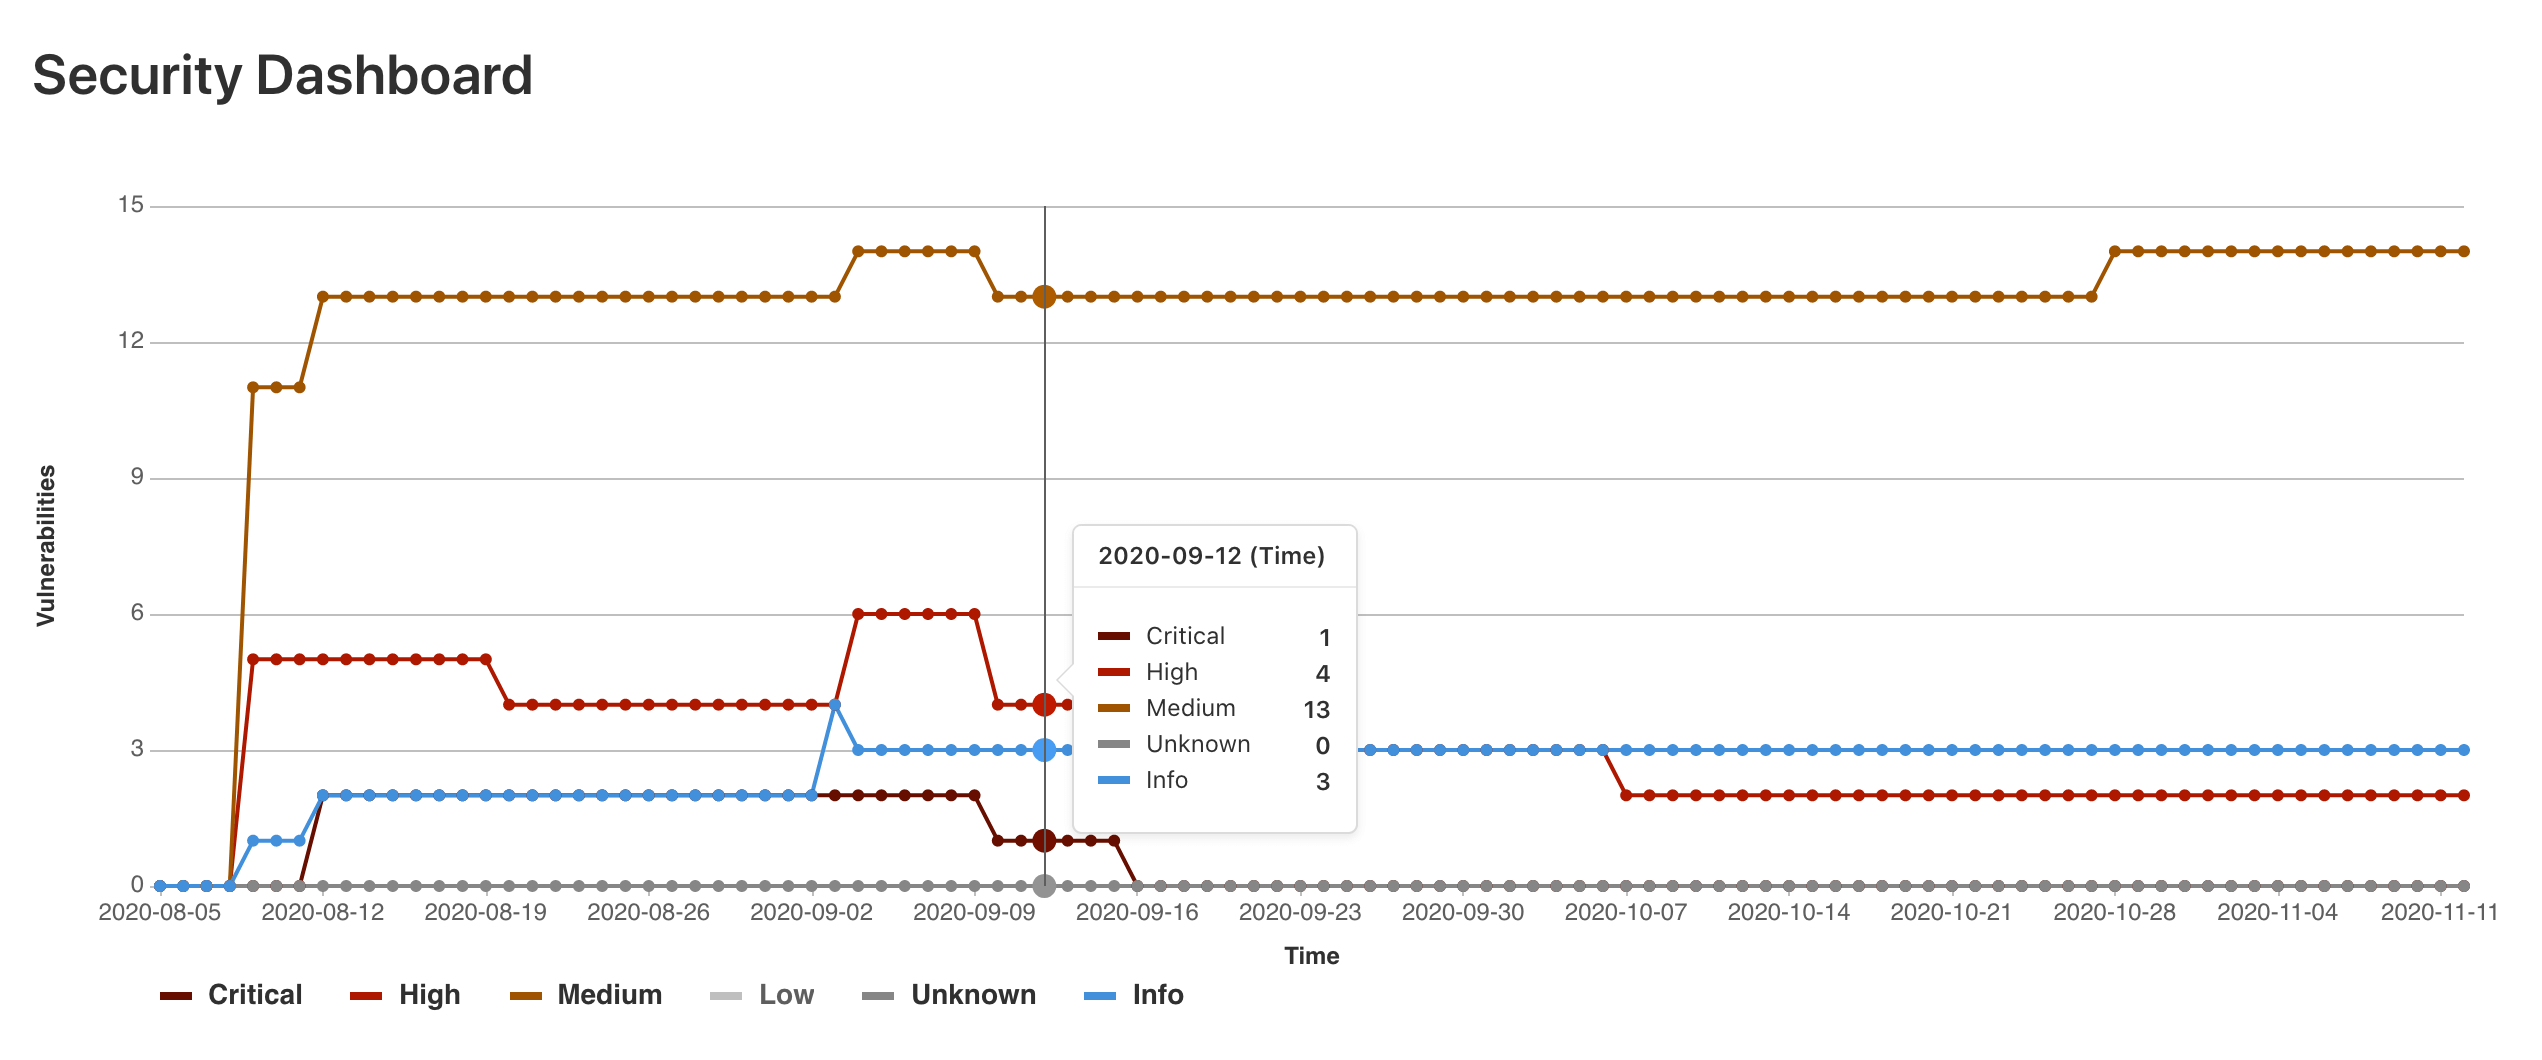 Security Dashboard
15
12
9
6
3
0
Vulnerabilities
2020-09-12 (Time)
Critical 1
High 4
Medium 13
Unknown 0
Info 3
2020-08-05 2020-08-12 2020-08-19 2020-08-26 2020-09-02 2020-09-09 2020-09-16 2020-09-23 2020-09-30 2020-10-07 2020-10-14 2020-10-21 2020-10-28 2020-11-04 2020-11-11
Time
Critical High Medium Low Unknown Info